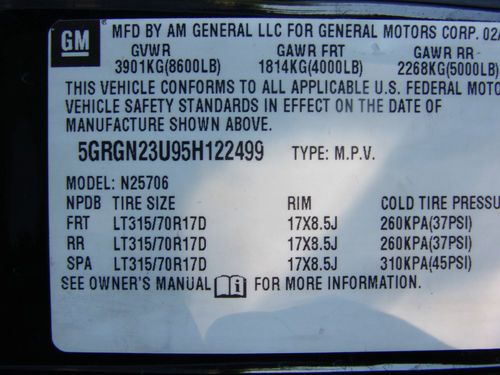 GM
MFD BY AM GENERAL LLC FOR GENERAL MOTORS CORP. 02/
GVWR GAWR FRT GAWR RR
3901KG(8600LB) 1814KG(4000LB) 2268KG(5000LB)
THIS VEHICLE CONFORMS TO ALL APPLICABLE U.S. FEDERAL MOTO
VEHICLE SAFETY STANDARDS IN EFFECT ON THE DATE OF
MANUFACTURE SHOWN ABOVE.
5GRGN23U95H122499 TYPE: M.P.V.
MODEL: N25706
NPDB TIRE SIZE RIM COLD TIRE PRESSU
FRT LT315/70R17D 17X8.5J 260KPA(37PSI)
RR LT315/70R17D 17X8.5J 260KPA(37PSI)
SPA LT315/70R17D 17X8.5J 310KPA(45PSI)
SEE OWNER'S MANUAL i FOR MORE INFORMATION.